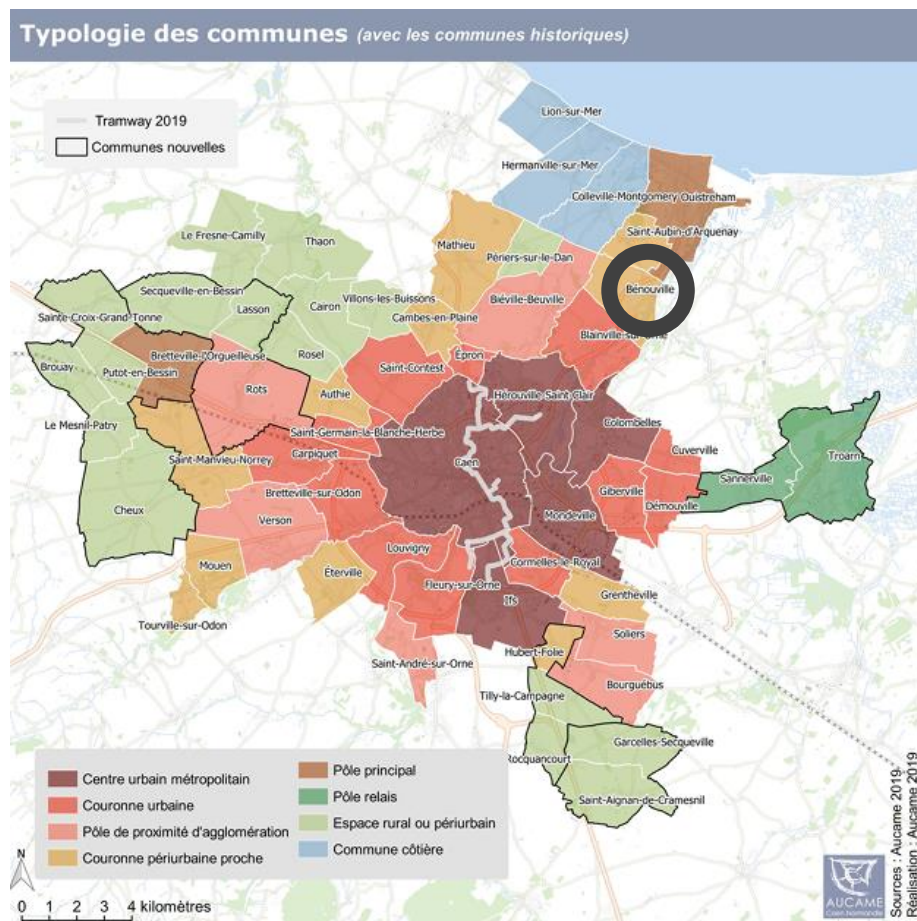 Typologie des communes (avec les communes historiques)
Tramway 2019
Communes nouvelles
Lion-sur-Mer
Hermanville-sur-Mer
Colleville-Montgomery
Ouistreham
Saint-Aubin-d'Arquenay
Le Fresne-Camilly
Thaon
Mathieu
Périers-sur-le-Dan
Bénouville
Secqueville-en-Bessin
Villons-les-Buissons
Biéville-Beuville
Sainte-Croix-Grand-Tonne
Lasson
Cairon
Cambes-en-Plaine
Blainville-sur-Orne
Bretteville-l'Orgueilleuse
Rosel
Épron
Brouay
Putot-en-Bessin
Saint-Contest
Rots
Authie
Hérouville-Saint-Clair
Le Mesnil-Patry
Saint-Germain-la-Blanche-Herbe
Colombelles
Saint-Manvieu-Norrey
Carpiquet
Caen
Cuverville
Troarn
Sannerville
Cheux
Bretteville-sur-Odon
Giberville
Démouville
Verson
Mondeville
Louvigny
Cormelles-le-Royal
Mouen
Éterville
Fleury-sur-Orne
Grentheville
Ifs
Tourville-sur-Odon
Soliers
Hubert-Folie
Saint-André-sur-Orne
Bourguébus
Tilly-la-Campagne
Garcelles-Secqueville
Rocquancourt
Saint-Aignan-de-Cramesnil
Centre urbain métropolitain
Couronne urbaine
Pôle de proximité d'agglomération
Couronne périurbaine proche
Pôle principal
Pôle relais
Espace rural ou périurbain
Commune côtière
N
0 1 2 3 4 kilomètres
AUCAME
Caen Normandie
Sources : Aucame 2019
Réalisation : Aucame 2019